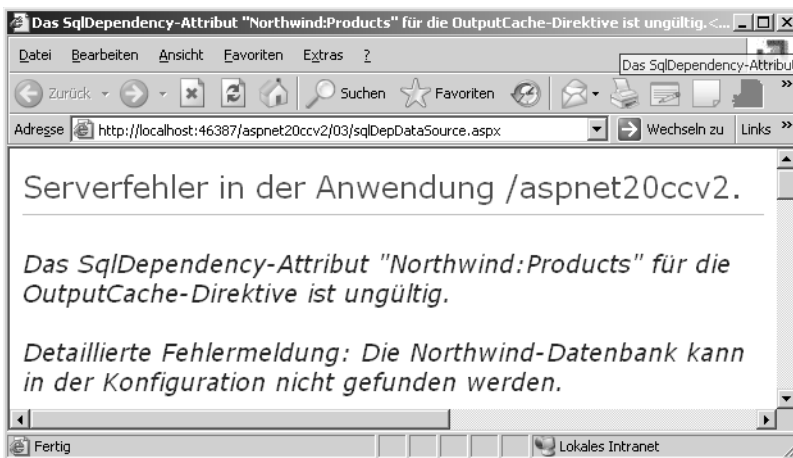 Das SqlDependency-Attribut "Northwind:Products" für die OutputCache-Direktive ist ungültig.<...
Datei Bearbeiten Ansicht Favoriten Extras ?
Das SqlDependency-Attribut
Zurück Suchen Favoriten »
Adresse http://localhost:46387/aspnet20ccv2/03/sqlDepDataSource.aspx Wechseln zu Links »
Serverfehler in der Anwendung /aspnet20ccv2.
Das SqlDependency-Attribut "Northwind:Products" für die
OutputCache-Direktive ist ungültig.
Detaillierte Fehlermeldung: Die Northwind-Datenbank kann
in der Konfiguration nicht gefunden werden.
Fertig Lokales Intranet